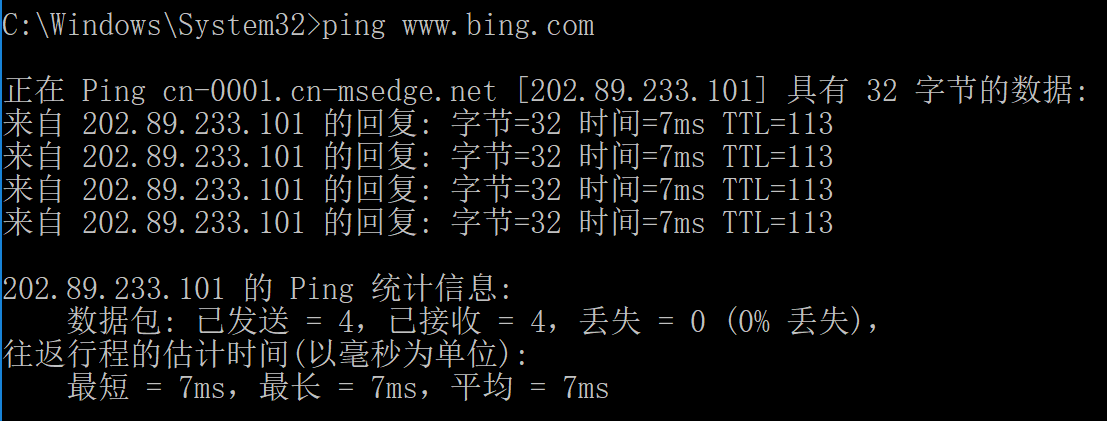 C:\Windows\System32>ping www.bing.com
正在 Ping cn-0001.cn-msedge.net [202.89.233.101] 具有 32 字节的数据:
来自 202.89.233.101 的回复: 字节=32 时间=7ms TTL=113
来自 202.89.233.101 的回复: 字节=32 时间=7ms TTL=113
来自 202.89.233.101 的回复: 字节=32 时间=7ms TTL=113
来自 202.89.233.101 的回复: 字节=32 时间=7ms TTL=113
202.89.233.101 的 Ping 统计信息:
数据包: 已发送 = 4，已接收 = 4，丢失 = 0 (0% 丢失)，
往返行程的估计时间(以毫秒为单位):
最短 = 7ms，最长 = 7ms，平均 = 7ms